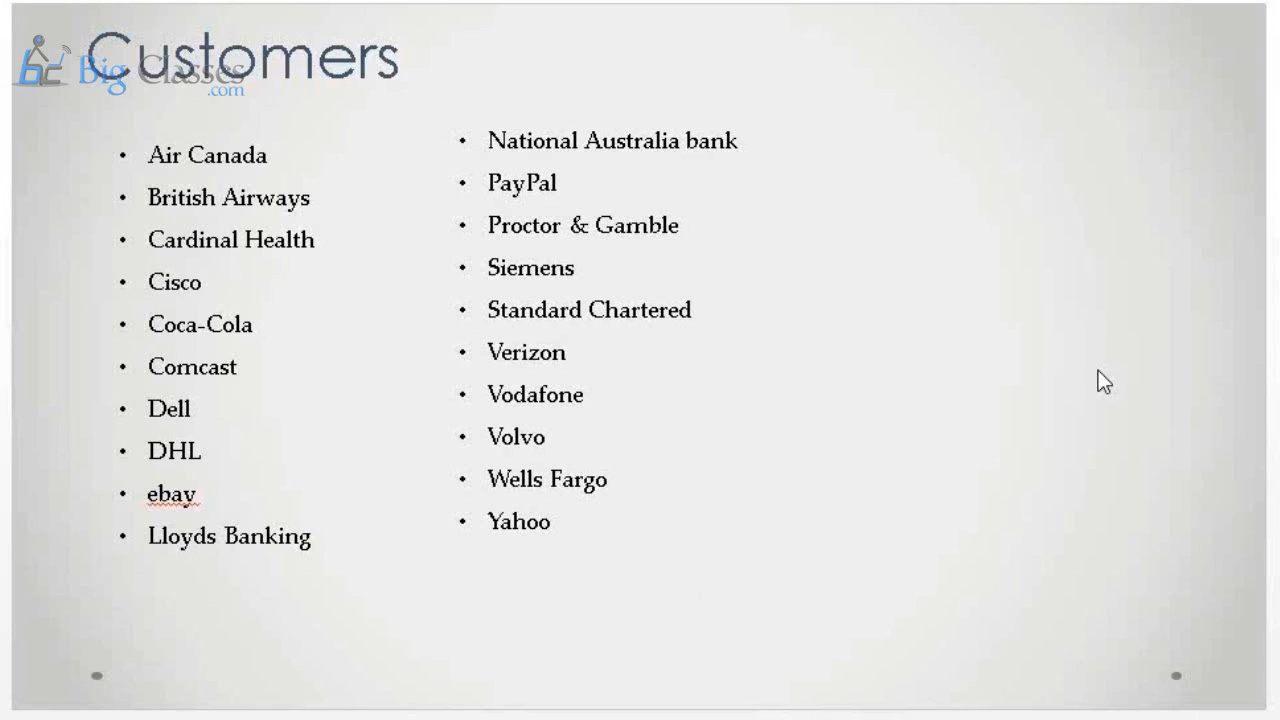 Customers
Big Classes
.com
• Air Canada
• British Airways
• Cardinal Health
• Cisco
• Coca-Cola
• Comcast
• Dell
• DHL
• ebay
• Lloyds Banking
• National Australia bank
• PayPal
• Proctor & Gamble
• Siemens
• Standard Chartered
• Verizon
• Vodafone
• Volvo
• Wells Fargo
• Yahoo